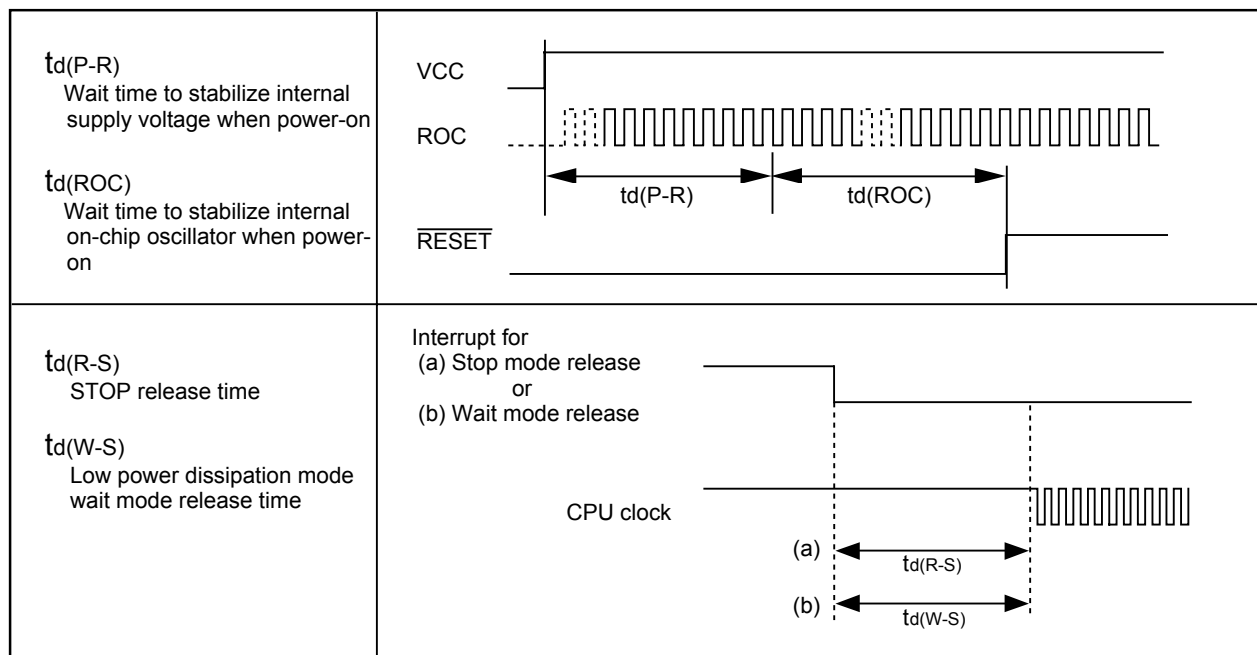 td(P-R)
Wait time to stabilize internal
supply voltage when power-on
td(ROC)
Wait time to stabilize internal
on-chip oscillator when power-
on
VCC
ROC
td(P-R)
td(ROC)
RESET
td(R-S)
STOP release time
td(W-S)
Low power dissipation mode
wait mode release time
Interrupt for
(a) Stop mode release
or
(b) Wait mode release
CPU clock
(a)
td(R-S)
(b)
td(W-S)